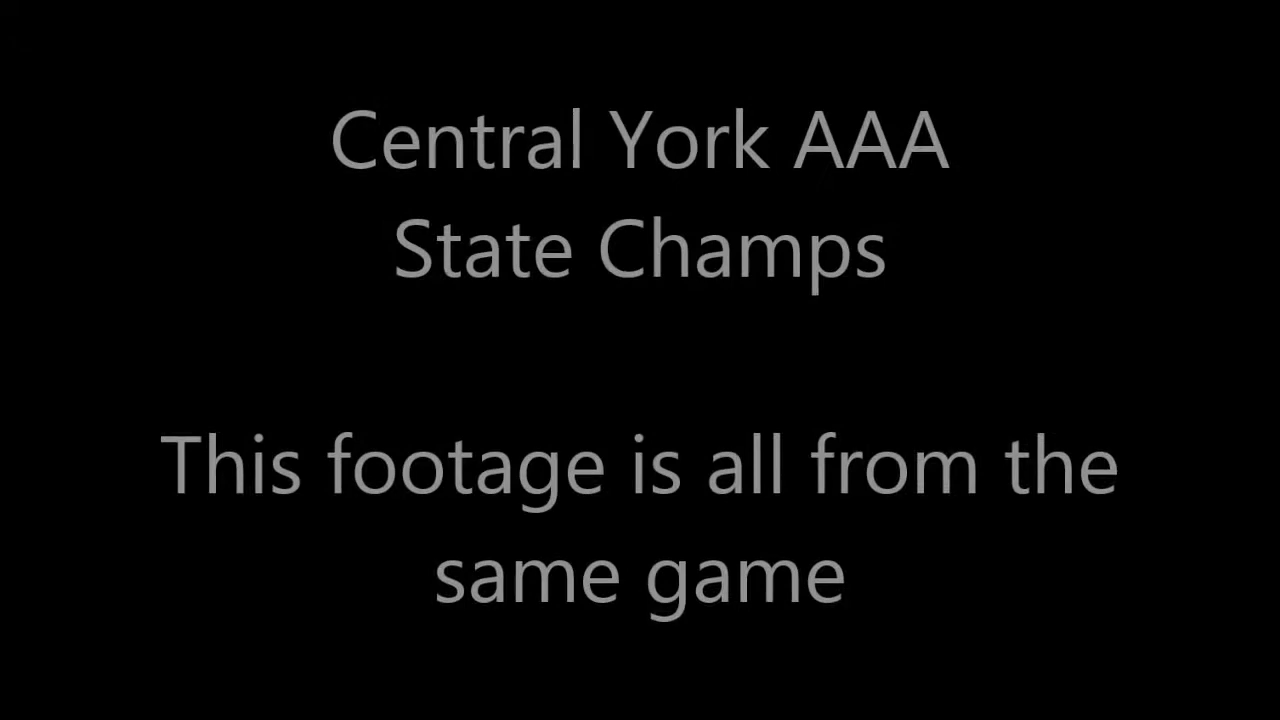 Central York AAA
State Champs
This footage is all from the
same game